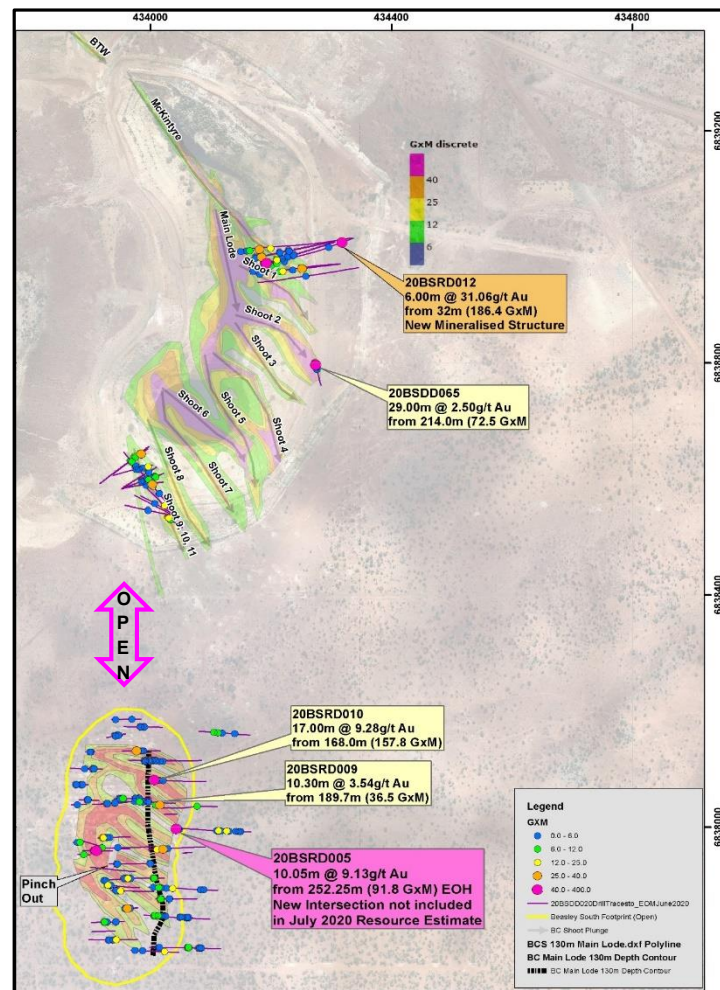 434000
434400
434800
BTW
McKintyre
6839200
GxM discrete
40
25
12
6
Main Lode
Shoot 1
20BSRD012
6.00m @ 31.06g/t Au
from 32m (186.4 GxM)
New Mineralised Structure
Shoot 2
Shoot 3
6838800
20BSDD065
29.00m @ 2.50g/t Au
from 214.0m (72.5 GxM
Shoot 6
Shoot 5
Shoot 4
Shoot 8
Shoot 7
Shoot 9, 10, 11
6838400
OPEN
20BSRD010
17.00m @ 9.28g/t Au
from 168.0m (157.8 GxM)
20BSRD009
10.30m @ 3.54g/t Au
from 189.7m (36.5 GxM)
6838000
20BSRD005
10.05m @ 9.13g/t Au
from 252.25m (91.8 GxM) EOH
New Intersection not included
in July 2020 Resource Estimate
Pinch
Out
Legend
GXM
0.0 - 6.0
6.0 - 12.0
12.0 - 25.0
25.0 - 40.0
40.0 - 400.0
20BSDD020DrillTracesto_EOMJune2020
Beasley South Footprint (Open)
BC Shoot Plunge
BCS 130m Main Lode.dxf Polyline
BC Main Lode 130m Depth Contour
BC Main Lode 130m Depth Contour